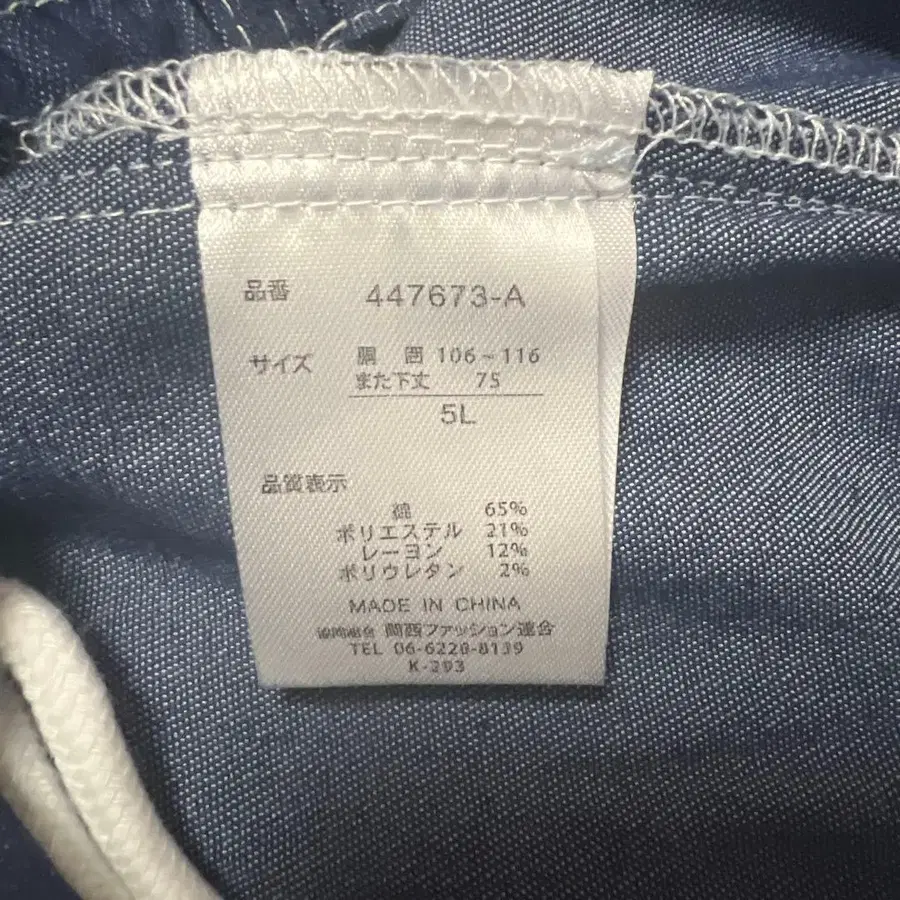 品番 447673-A
サイズ 胴 囲 106~116
また下丈 75
5L
品質表示
綿 65%
ポリエステル 21%
レーヨン 12%
ポリウレタン 2%
MADE IN CHINA
関西ファッション連合
TEL 06-6228-8139
K-393